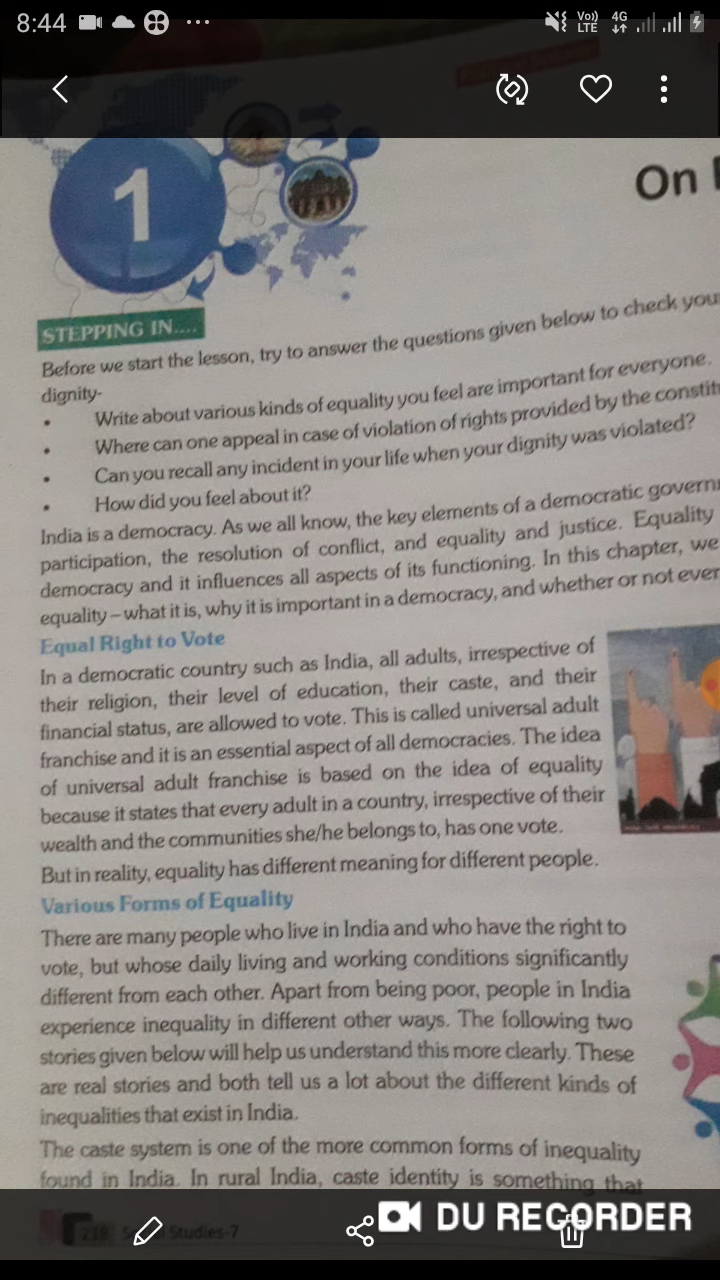 8:44
Vo))
LTE
4G
1
On
STEPPING IN....
Before we start the lesson, try to answer the questions given below to check you
dignity-
• Write about various kinds of equality you feel are important for everyone.
• Where can one appeal in case of violation of rights provided by the constit
• Can you recall any incident in your life when your dignity was violated?
• How did you feel about it?
India is a democracy. As we all know, the key elements of a democratic govern
participation, the resolution of conflict, and equality and justice. Equality
democracy and it influences all aspects of its functioning. In this chapter, we
equality – what it is, why it is important in a democracy, and whether or not ever
Equal Right to Vote
In a democratic country such as India, all adults, irrespective of
their religion, their level of education, their caste, and their
financial status, are allowed to vote. This is called universal adult
franchise and it is an essential aspect of all democracies. The idea
of universal adult franchise is based on the idea of equality
because it states that every adult in a country, irrespective of their
wealth and the communities she/he belongs to, has one vote.
But in reality, equality has different meaning for different people.
Various Forms of Equality
There are many people who live in India and who have the right to
vote, but whose daily living and working conditions significantly
different from each other. Apart from being poor, people in India
experience inequality in different other ways. The following two
stories given below will help us understand this more clearly. These
are real stories and both tell us a lot about the different kinds of
inequalities that exist in India.
The caste system is one of the more common forms of inequality
found in India. In rural India, caste identity is something that
218 Studies-7
DU RECORDER